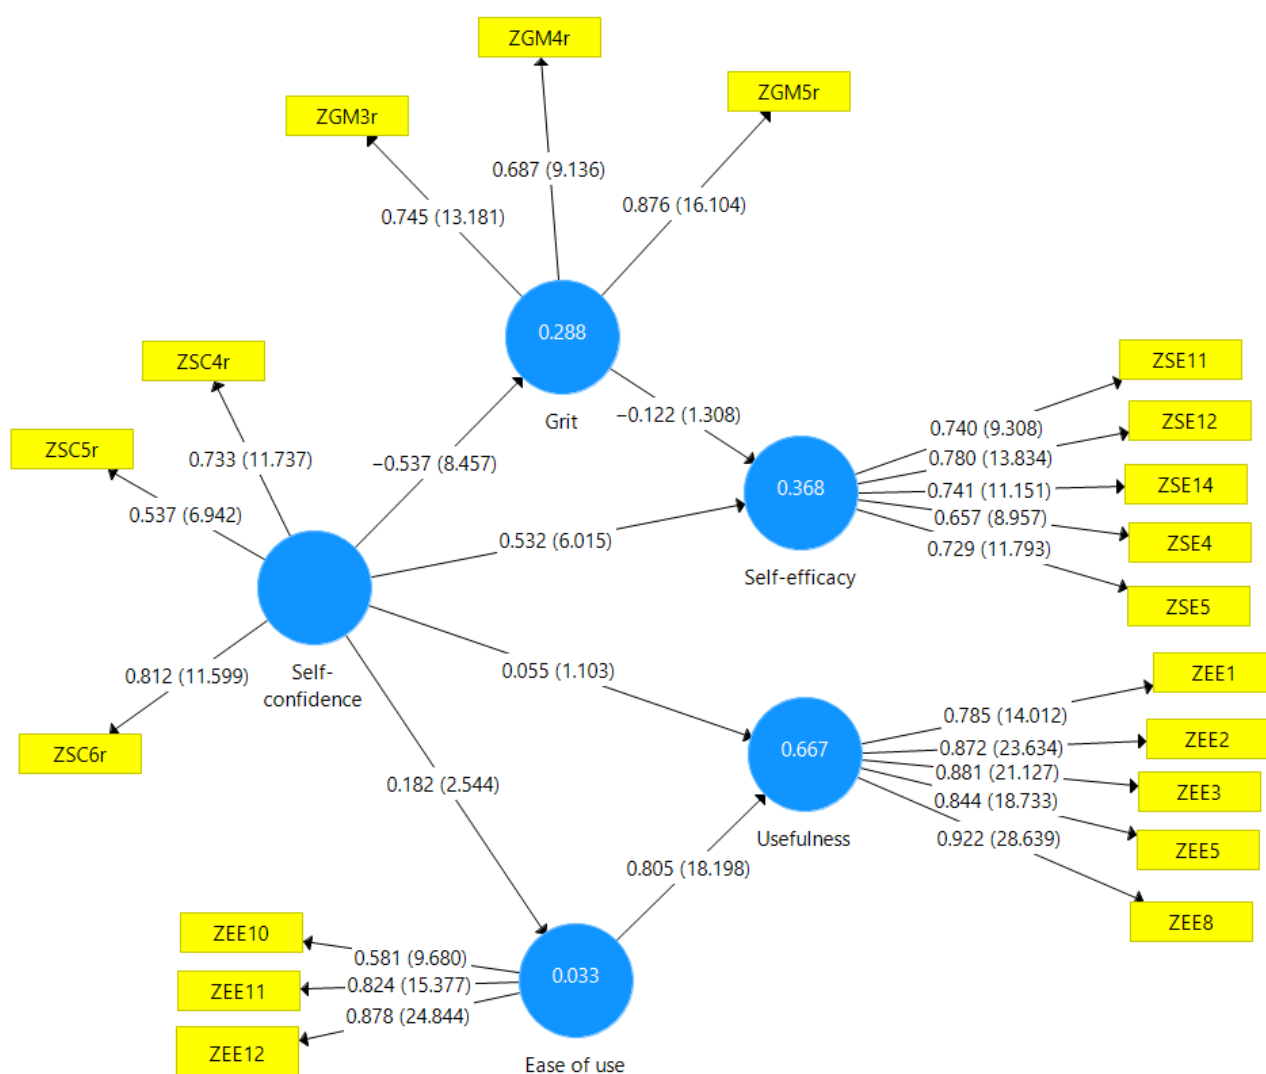 ZGM4r
ZGM5r
ZGM3r
0.687 (9.136)
0.876 (16.104)
0.745 (13.181)
0.288
Grit
ZSC4r
ZSC5r
0.733 (11.737)
0.537 (6.942)
−0.537 (8.457)
−0.122 (1.308)
ZSE11
ZSE12
ZSE14
ZSE4
ZSE5
0.740 (9.308)
0.780 (13.834)
0.741 (11.151)
0.657 (8.957)
0.729 (11.793)
0.368
Self-efficacy
0.532 (6.015)
Self-
confidence
0.812 (11.599)
ZSC6r
0.055 (1.103)
0.182 (2.544)
ZEE1
ZEE2
ZEE3
ZEE5
ZEE8
0.785 (14.012)
0.872 (23.634)
0.881 (21.127)
0.844 (18.733)
0.922 (28.639)
0.667
Usefulness
0.805 (18.198)
ZEE10
ZEE11
ZEE12
0.581 (9.680)
0.824 (15.377)
0.878 (24.844)
0.033
Ease of use